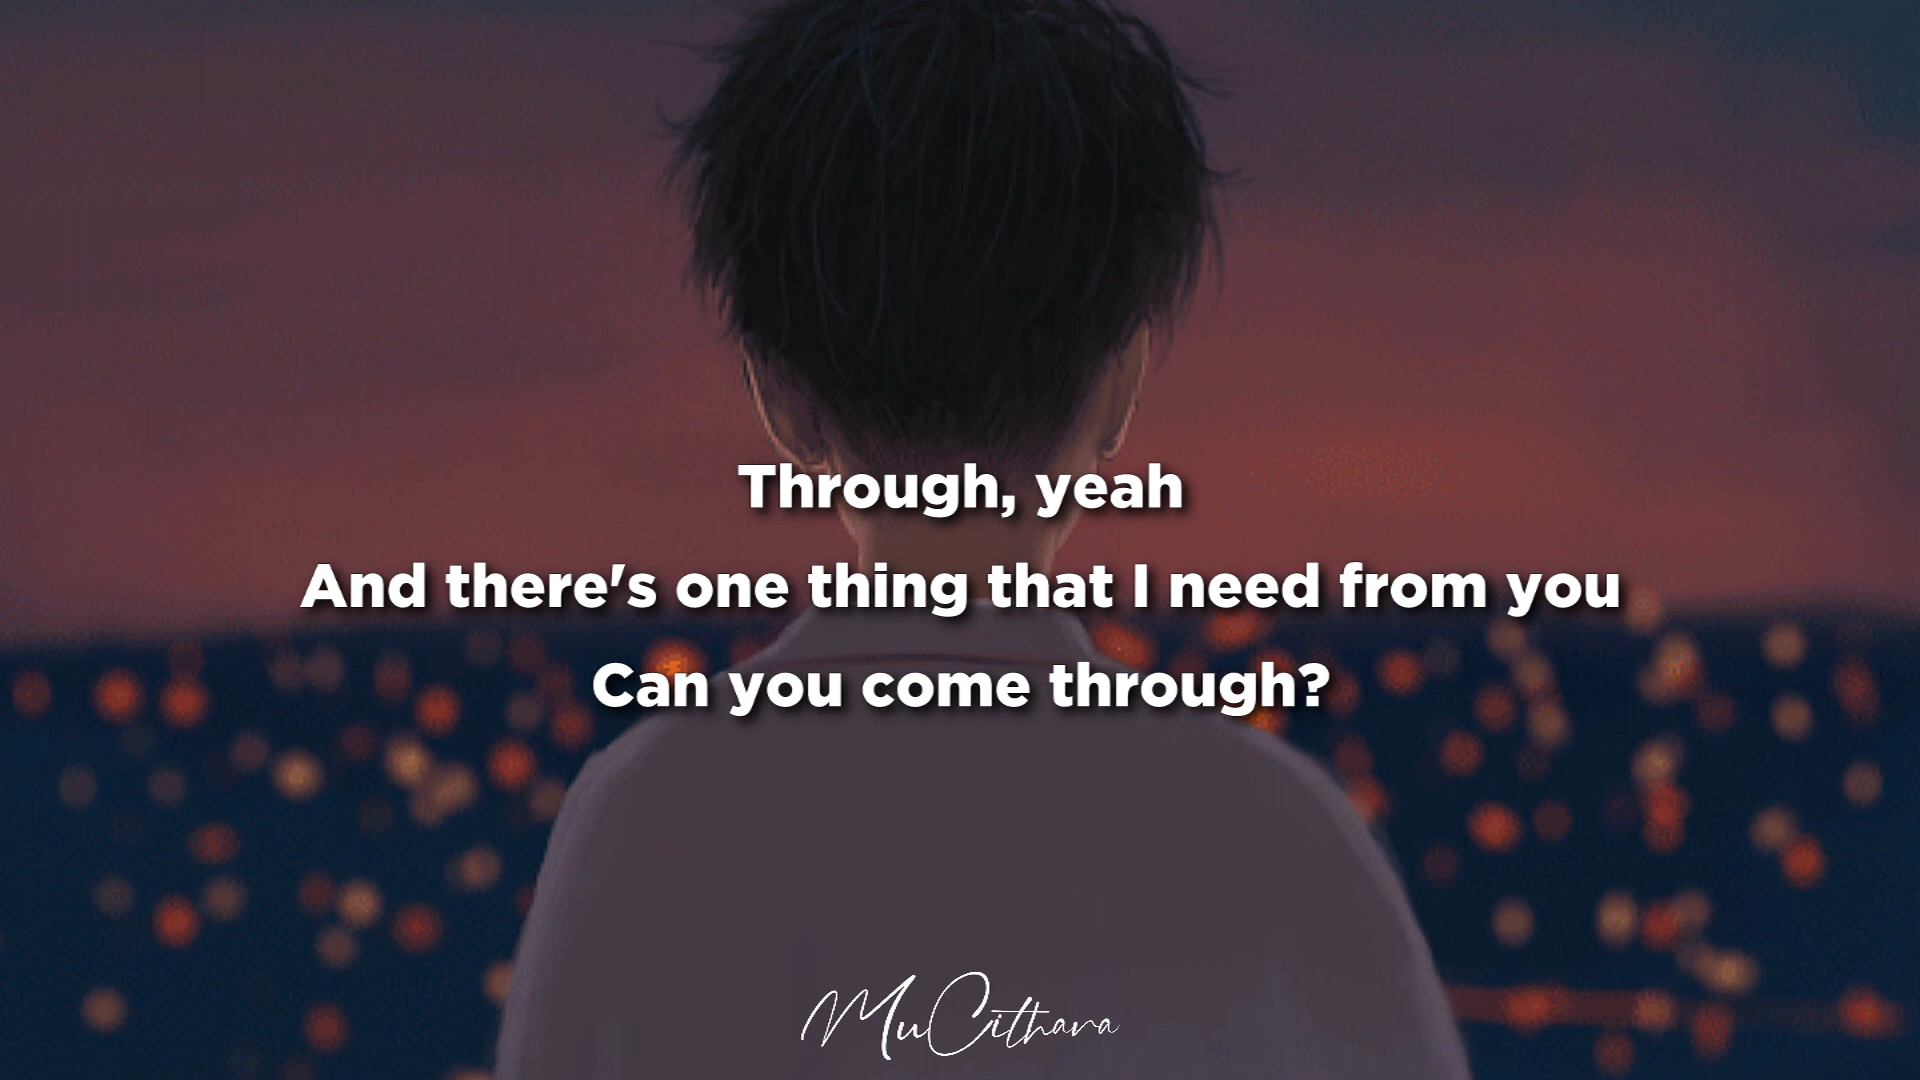 Through, yeah
And there's one thing that I need from you
Can you come through?
MuCithara